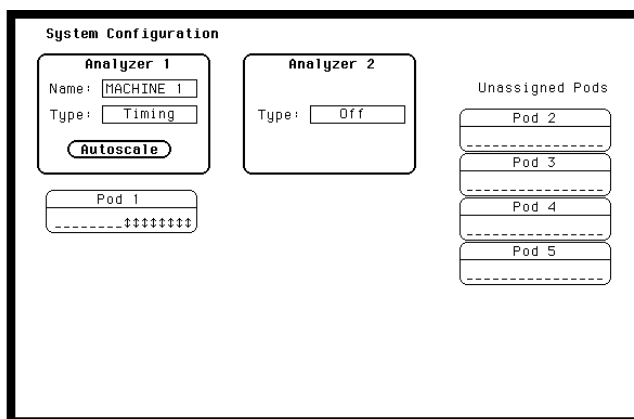 System Configuration
Analyzer 1
Name: MACHINE 1
Type: Timing
Autoscale
Analyzer 2
Type: Off
Unassigned Pods
Pod 2
----------------
Pod 3
----------------
Pod 4
----------------
Pod 5
----------------
Pod 1
--------↕↕↕↕↕↕↕↕